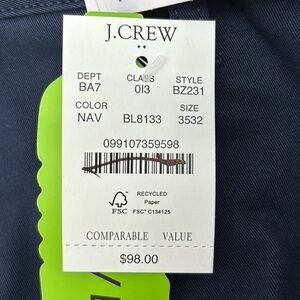 J.CREW
DEPT CLASS STYLE
BA7 013 BZ231
COLOR SIZE
NAV BL8133 3532
099107359598
FSC
RECYCLED
Paper
FSC® C134125
COMPARABLE VALUE
$98.00